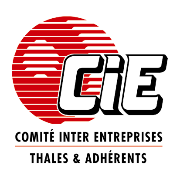 CiE
COMITÉ INTER ENTREPRISES
THALES & ADHÉRENTS